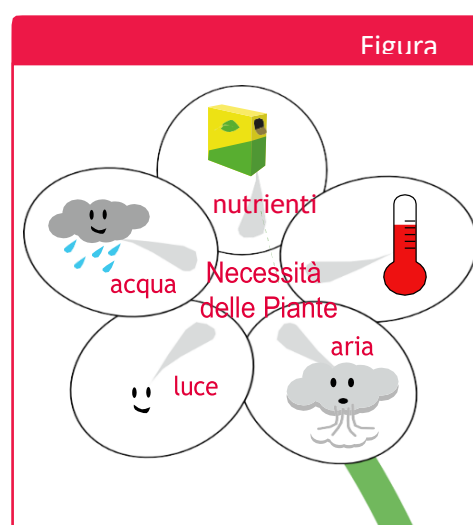 Figura
nutrienti
acqua
Necessità
delle Piante
aria
luce